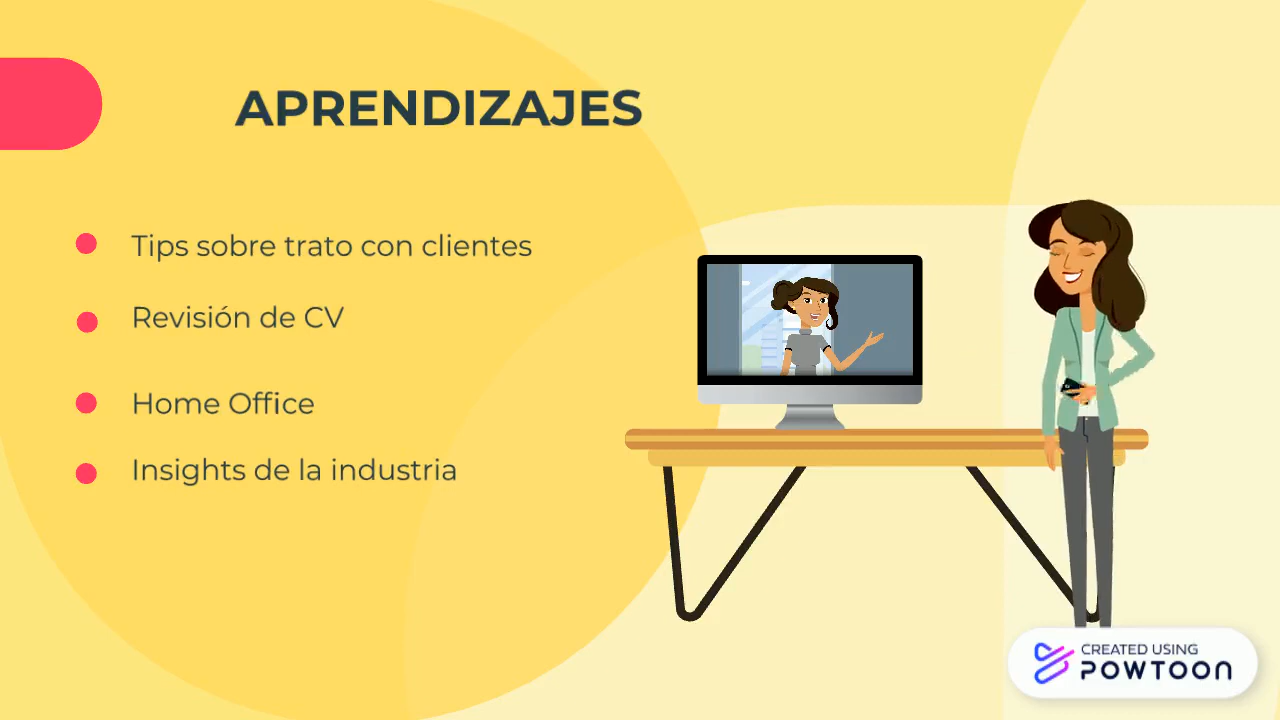 APRENDIZAJES
Tips sobre trato con clientes
Revisión de CV
Home Office
Insights de la industria
CREATED USING
POWTOON